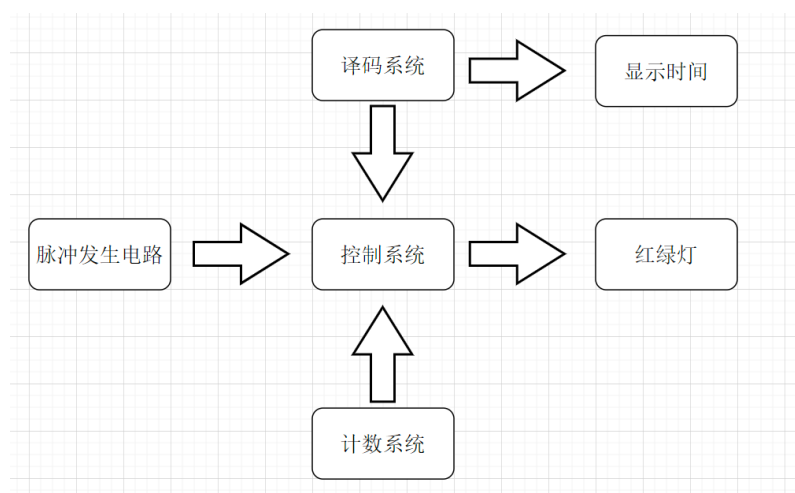 译码系统
显示时间
脉冲发生电路
控制系统
红绿灯
计数系统